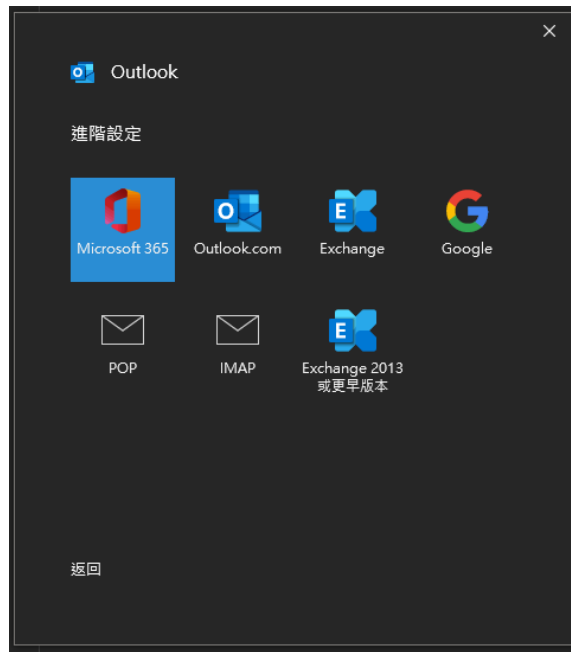 Outlook
進階設定
Microsoft 365
Outlook.com
Exchange
Google
POP
IMAP
Exchange 2013
或更早版本
返回